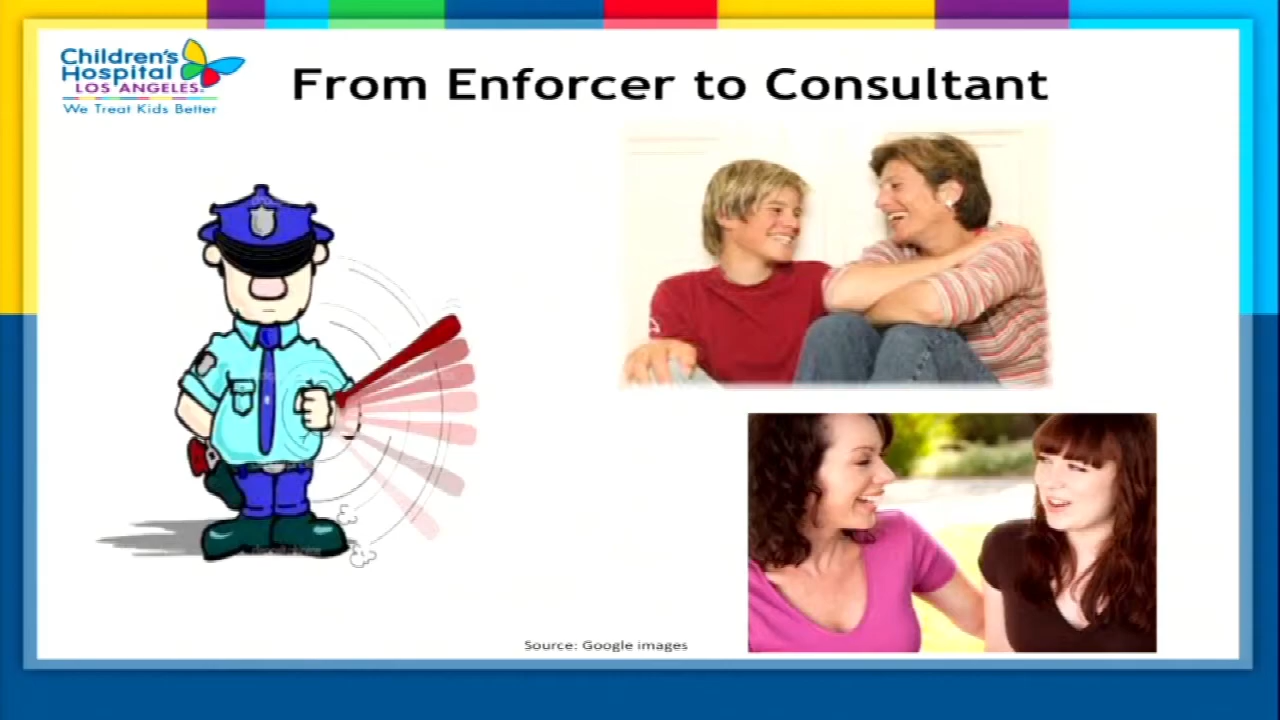 Children's
Hospital
LOS ANGELES
We Treat Kids Better
From Enforcer to Consultant
Source: Google images